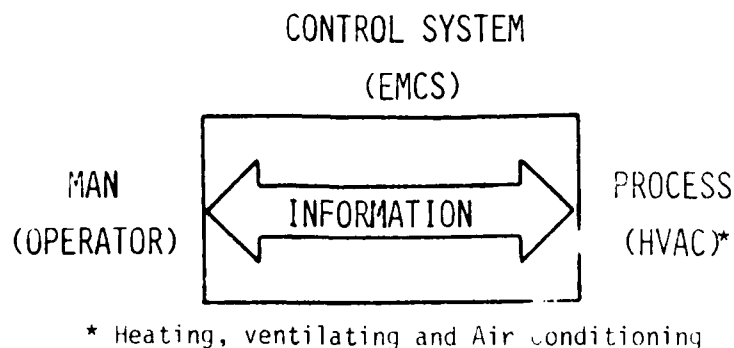 CONTROL SYSTEM
(EMCS)
MAN
(OPERATOR)
INFORMATION
PROCESS
(HVAC)*
* Heating, ventilating and Air conditioning